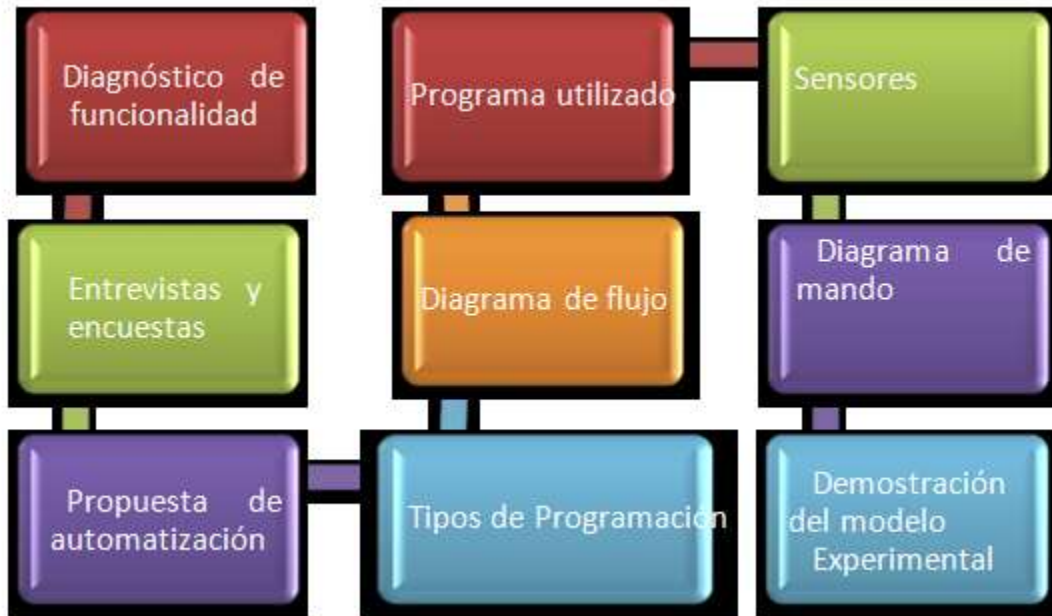 Diagnóstico de
funcionalidad
Entrevistas y
encuestas
Propuesta de
automatización
Tipos de Programación
Diagrama de flujo
Programa utilizado
Sensores
Diagrama de
mando
Demostración
del modelo
Experimental